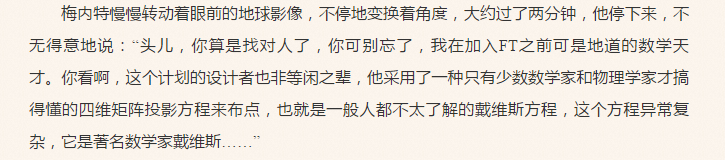 梅内特慢慢转动着眼前的地球影像，不停地变换着角度，大约过了两分钟，他停下来，不
无得意地说：“头儿，你算是找对人了，你可别忘了，我在加入FT之前可是地道的数学天
才。你看啊，这个计划的设计者也非等闲之辈，他采用了一种只有少数数学家和物理学家才搞
得懂的四维矩阵投影方程来布点，也就是一般人都不太了解的戴维斯方程，这个方程异常复
杂，它是著名数学家戴维斯……”